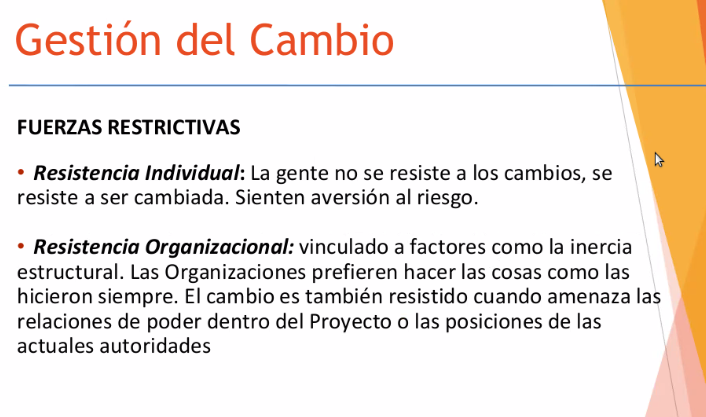 Gestión del Cambio
FUERZAS RESTRICTIVAS
• Resistencia Individual: La gente no se resiste a los cambios, se
resiste a ser cambiada. Sienten aversión al riesgo.
• Resistencia Organizacional: vinculado a factores como la inercia
estructural. Las Organizaciones prefieren hacer las cosas como las
hicieron siempre. El cambio es también resistido cuando amenaza las
relaciones de poder dentro del Proyecto o las posiciones de las
actuales autoridades